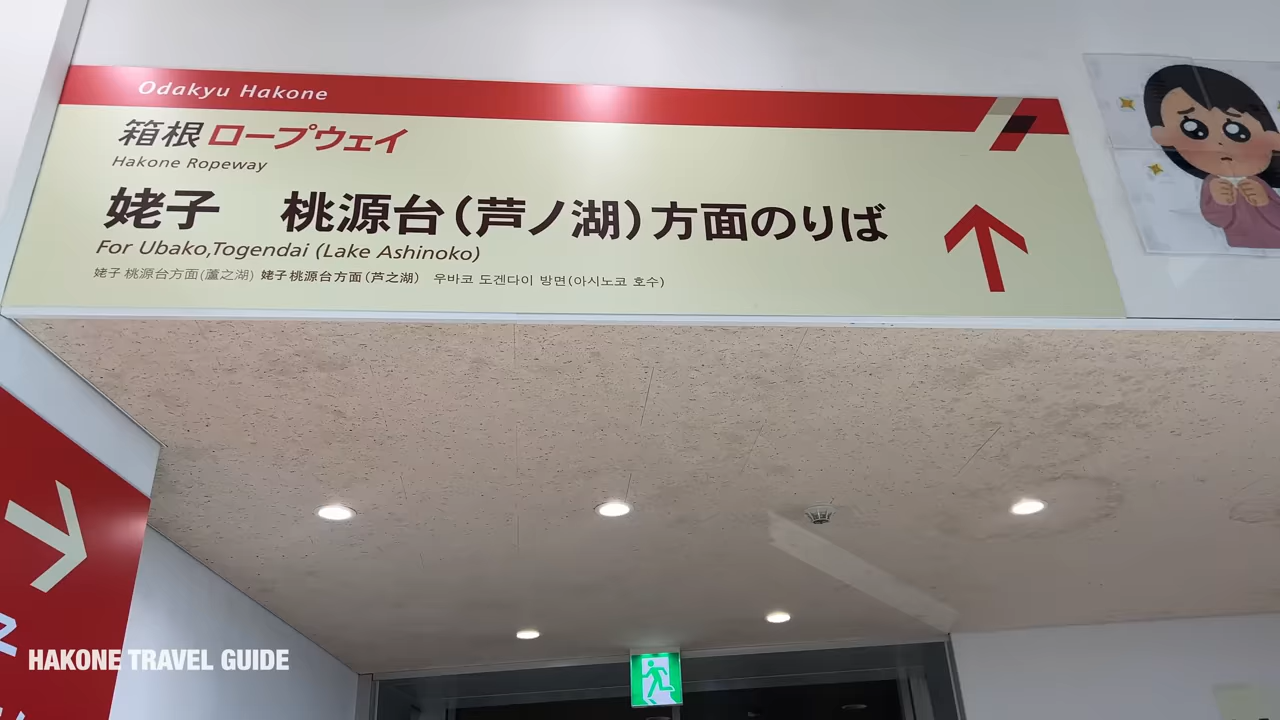 Odakyu Hakone
箱根ロープウェイ
Hakone Ropeway
姥子　桃源台(芦ノ湖)方面のりば
For Ubako,Togendai (Lake Ashinoko)
姥子 桃源台方面(蘆之湖) 姥子桃源台方面(芦之湖) 우바코 도겐다이 방면(아시노코 호수)
HAKONE TRAVEL GUIDE